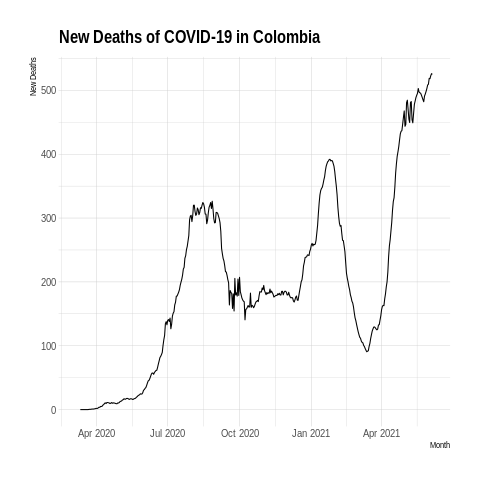 New Deaths of COVID-19 in Colombia
New Deaths
500
400
300
200
100
0
Apr 2020
Jul 2020
Oct 2020
Jan 2021
Apr 2021
Month